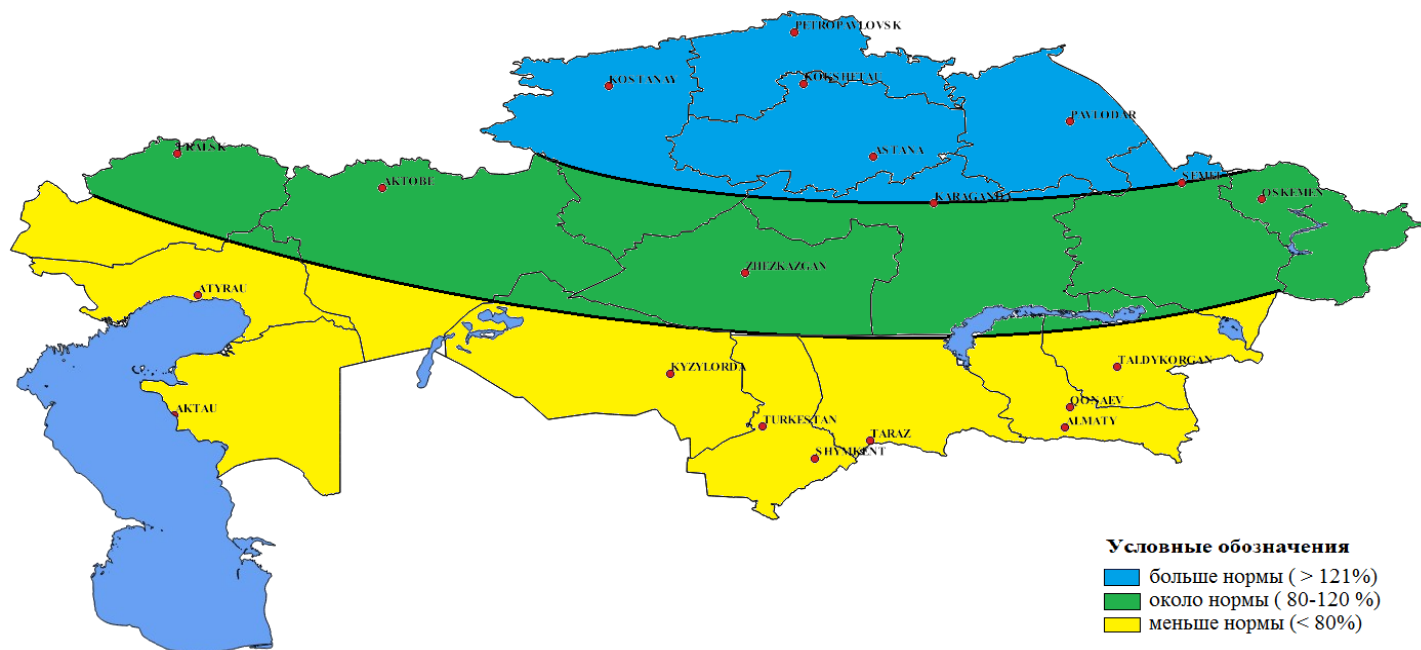 PETROPAVLOVSK
KOSTANAY
KOKSHETAU
PAVLODAR
URALSK
ASTANA
AKTOBE
SEMEY
KARAGANDA
OSKEMEN
ZHEZKAZGAN
ATYRAU
KYZYLORDA
TALDYKORGAN
AKTAU
QONAEV
TURKESTAN
ALMATY
TARAZ
SHYMKENT
Условные обозначения
больше нормы ( > 121%)
около нормы ( 80-120 %)
меньше нормы (< 80%)